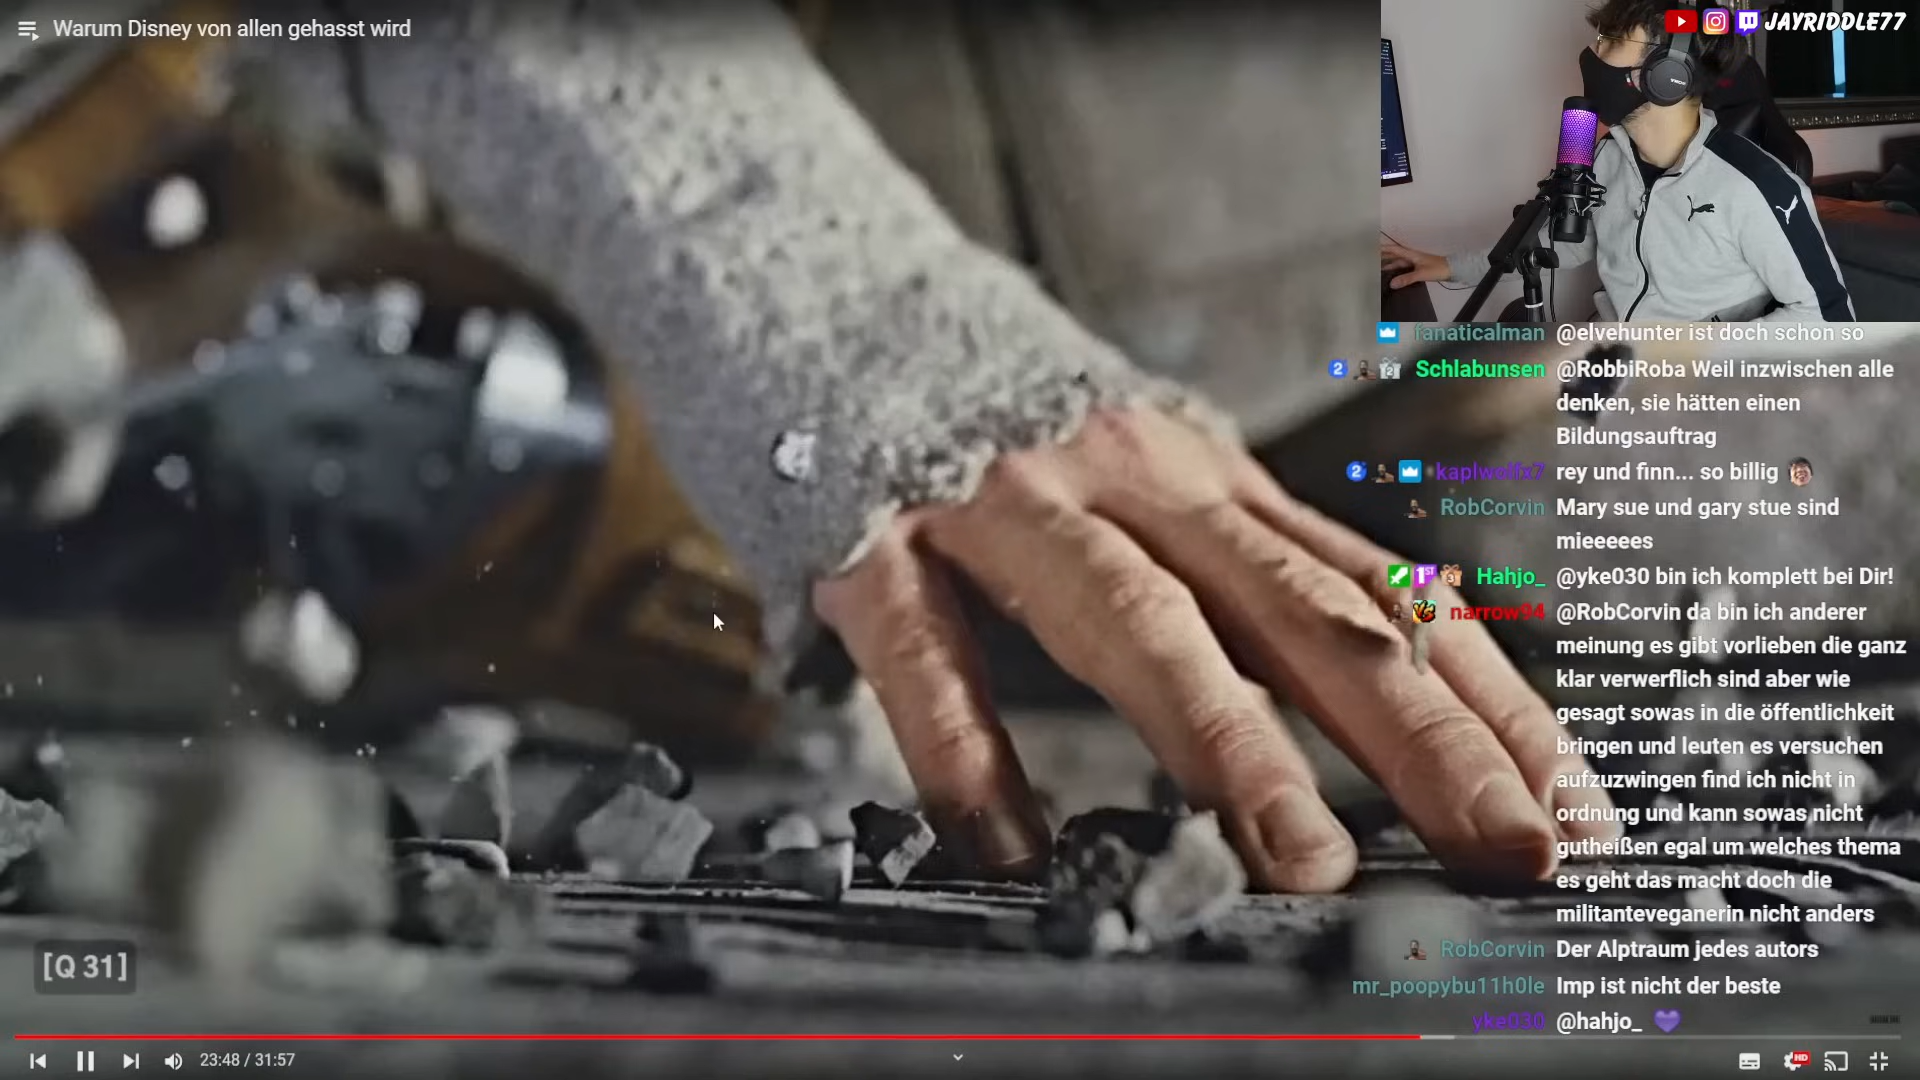 Warum Disney von allen gehasst wird
JAYRIDDLE77
fanaticalman @elvehunter ist doch schon so
Schlabunsen @RobbiRoba Weil inzwischen alle
denken, sie hätten einen
Bildungsauftrag
kaplwolfx7 rey und finn... so billig
RobCorvin Mary sue und gary stue sind
mieeeees
Hahjo_ @yke030 bin ich komplett bei Dir!
narrow94 @RobCorvin da bin ich anderer
meinung es gibt vorlieben die ganz
klar verwerflich sind aber wie
gesagt sowas in die öffentlichkeit
bringen und leuten es versuchen
aufzuzwingen find ich nicht in
ordnung und kann sowas nicht
gutheißen egal um welches thema
es geht das macht doch die
militanteveganerin nicht anders
RobCorvin Der Alptraum jedes autors
mr_poopybu11h0le Imp ist nicht der beste
yke030 @hahjo_
[Q 31]
23:48 / 31:57
HD